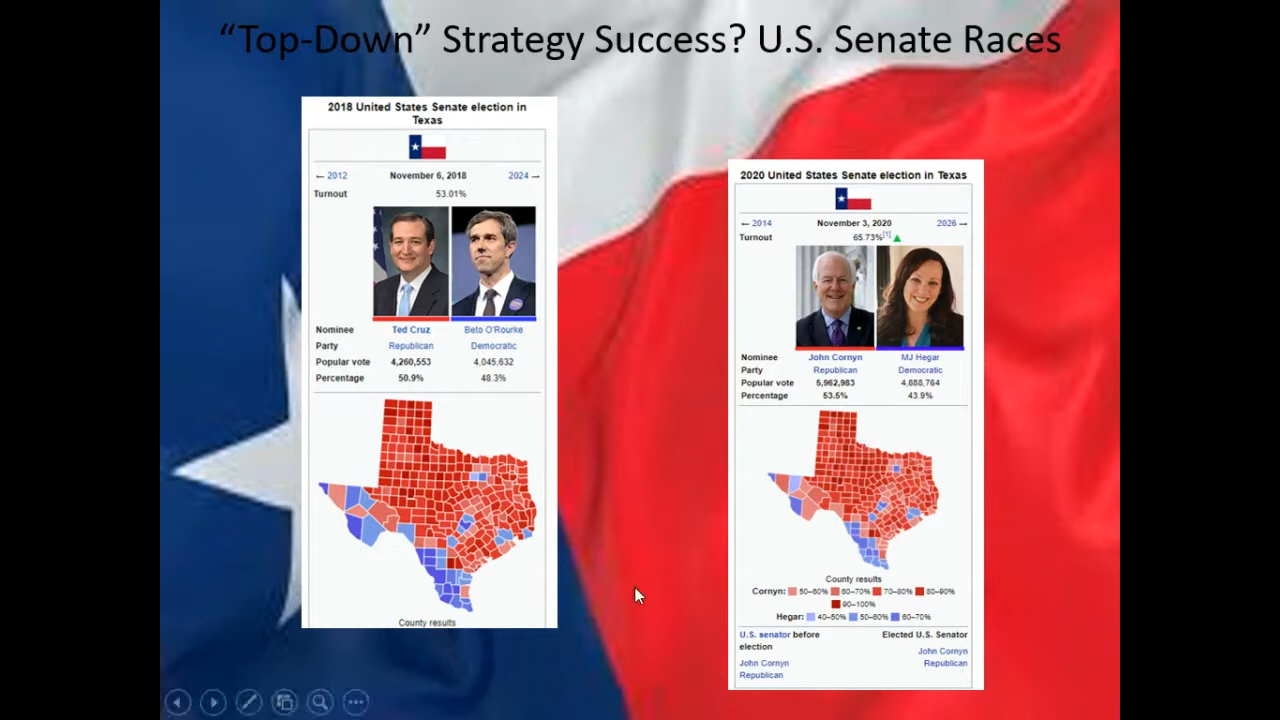 “Top-Down” Strategy Success? U.S. Senate Races
2018 United States Senate election in
Texas
← 2012 November 6, 2018 2024 →
Turnout 53.01%
Nominee Ted Cruz Beto O'Rourke
Party Republican Democratic
Popular vote 4,260,553 4,045,632
Percentage 50.9% 48.3%
County results
2020 United States Senate election in Texas
← 2014 November 3, 2020 2026 →
Turnout 65.73%[1] ▲
Nominee John Cornyn MJ Hegar
Party Republican Democratic
Popular vote 5,962,983 4,888,764
Percentage 53.5% 43.9%
County results
Cornyn: 50–60% 60–70% 70–80% 80–90%
90–100%
Hegar: 40–50% 50–60% 60–70%
U.S. senator before Elected U.S. Senator
election
John Cornyn John Cornyn
Republican Republican